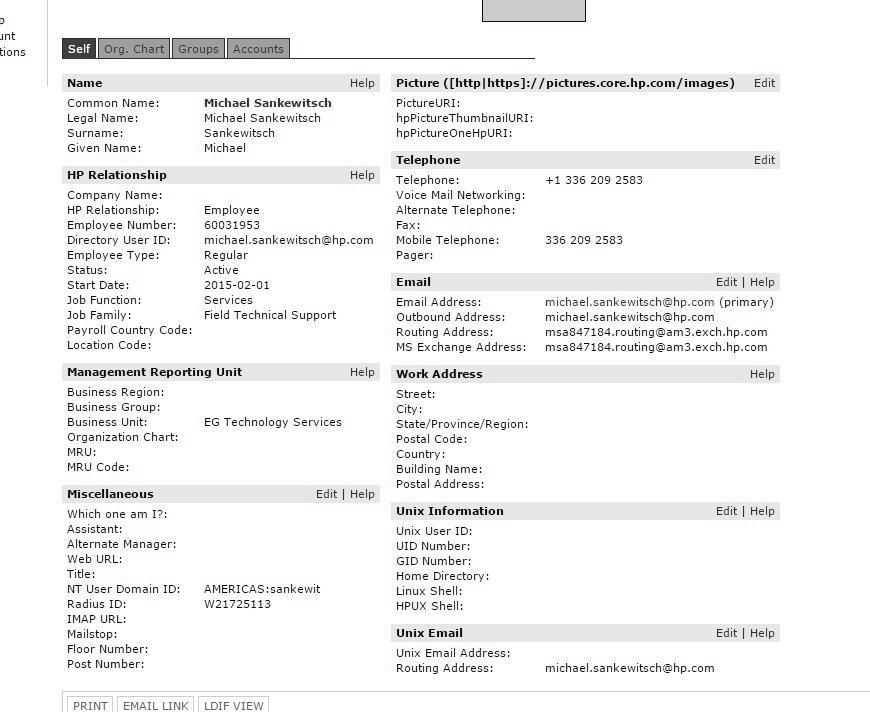 p
unt
tions
Self Org. Chart Groups Accounts
Name Help
Common Name: Michael Sankewitsch
Legal Name: Michael Sankewitsch
Surname: Sankewitsch
Given Name: Michael
HP Relationship Help
Company Name:
HP Relationship: Employee
Employee Number: 60031953
Directory User ID: michael.sankewitsch@hp.com
Employee Type: Regular
Status: Active
Start Date: 2015-02-01
Job Function: Services
Job Family: Field Technical Support
Payroll Country Code:
Location Code:
Management Reporting Unit Help
Business Region:
Business Group:
Business Unit: EG Technology Services
Organization Chart:
MRU:
MRU Code:
Miscellaneous Edit | Help
Which one am I?:
Assistant:
Alternate Manager:
Web URL:
Title:
NT User Domain ID: AMERICAS:sankewit
Radius ID: W21725113
IMAP URL:
Mailstop:
Floor Number:
Post Number:
Picture ([http|https]://pictures.core.hp.com/images) Edit
PictureURI:
hpPictureThumbnailURI:
hpPictureOneHpURI:
Telephone Edit
Telephone: +1 336 209 2583
Voice Mail Networking:
Alternate Telephone:
Fax:
Mobile Telephone: 336 209 2583
Pager:
Email Edit | Help
Email Address: michael.sankewitsch@hp.com (primary)
Outbound Address: michael.sankewitsch@hp.com
Routing Address: msa847184.routing@am3.exch.hp.com
MS Exchange Address: msa847184.routing@am3.exch.hp.com
Work Address Help
Street:
City:
State/Province/Region:
Postal Code:
Country:
Building Name:
Postal Address:
Unix Information Edit | Help
Unix User ID:
UID Number:
GID Number:
Home Directory:
Linux Shell:
HPUX Shell:
Unix Email Edit | Help
Unix Email Address:
Routing Address: michael.sankewitsch@hp.com
PRINT EMAIL LINK LDIF VIEW